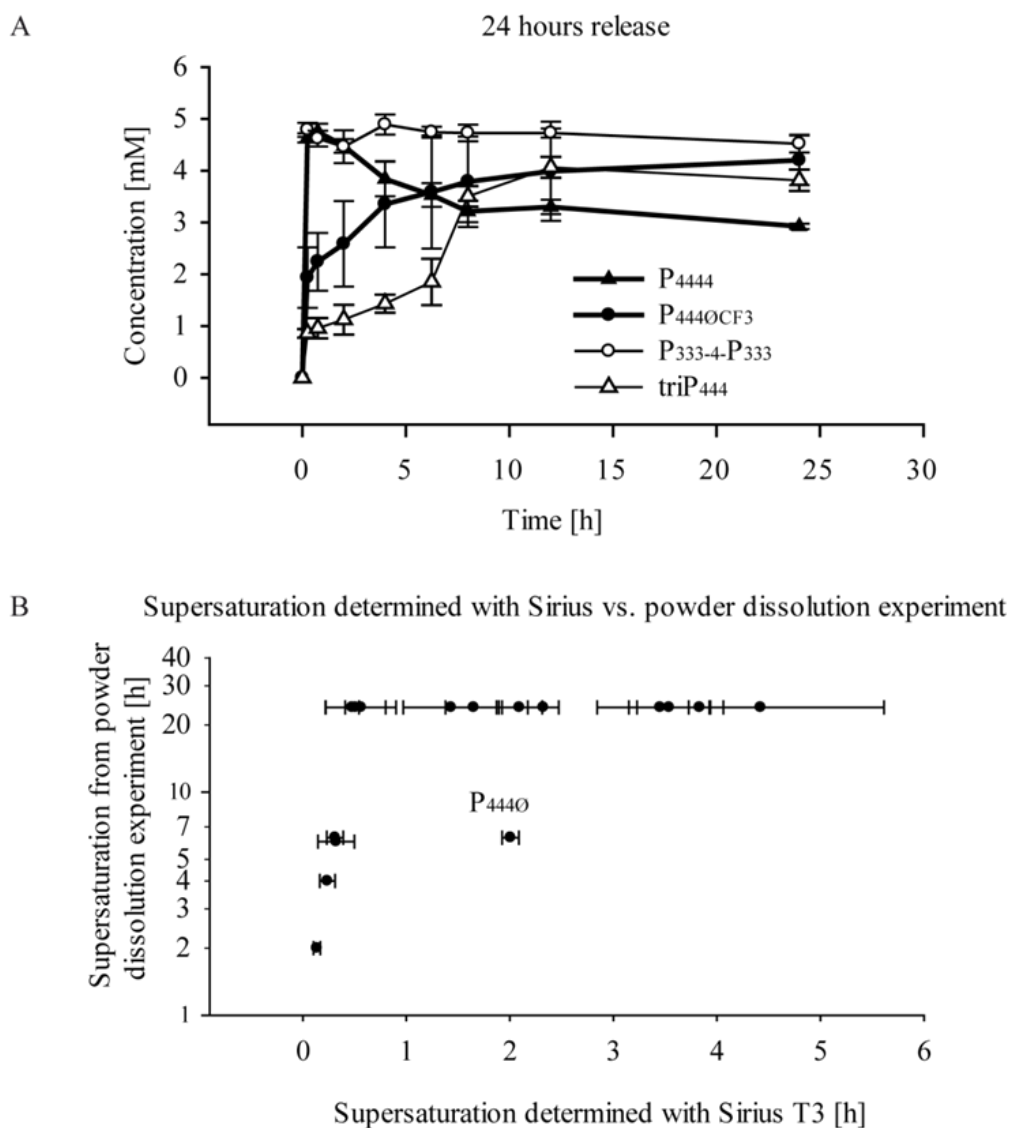 A
24 hours release
Concentration [mM]
6
5
4
3
2
1
0
P4444
P444ØCF3
P333-4-P333
triP444
0 5 10 15 20 25 30
Time [h]
B
Supersaturation determined with Sirius vs. powder dissolution experiment
Supersaturation from powder
dissolution experiment [h]
40
30
20
10
7
5
4
3
2
1
P444Ø
0 1 2 3 4 5 6
Supersaturation determined with Sirius T3 [h]